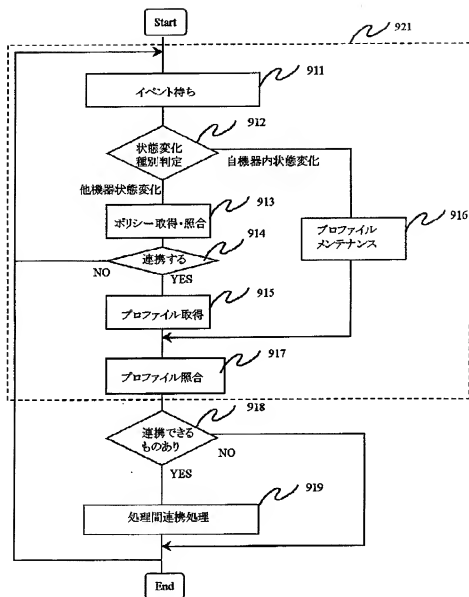 Start
921
911
イベント待ち
912
状態変化
種別判定
自機器内状態変化
他機器状態変化
913
ポリシー取得・照合
914
916
プロファイル
メンテナンス
連携する
NO
YES
915
プロファイル取得
917
プロファイル照合
918
連携できる
ものあり
NO
YES
919
処理間連携処理
End